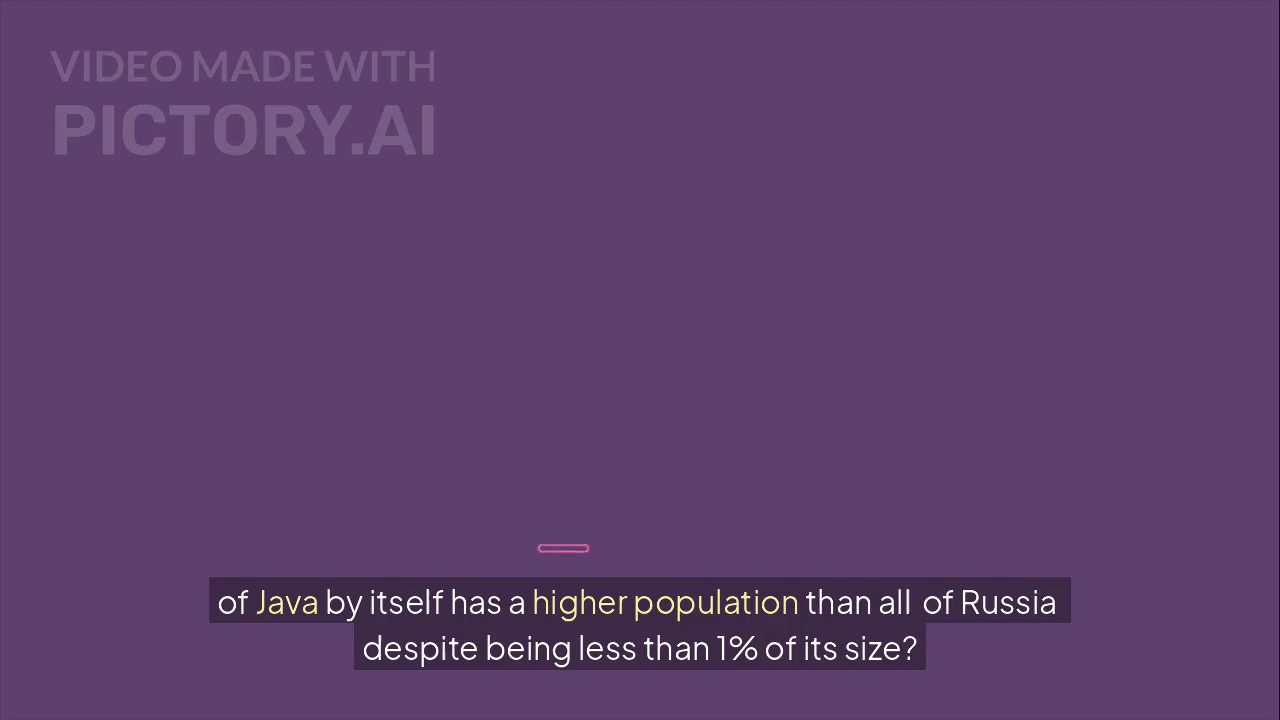 VIDEO MADE WITH
PICTORY.AI
of Java by itself has a higher population than all of Russia
despite being less than 1% of its size?